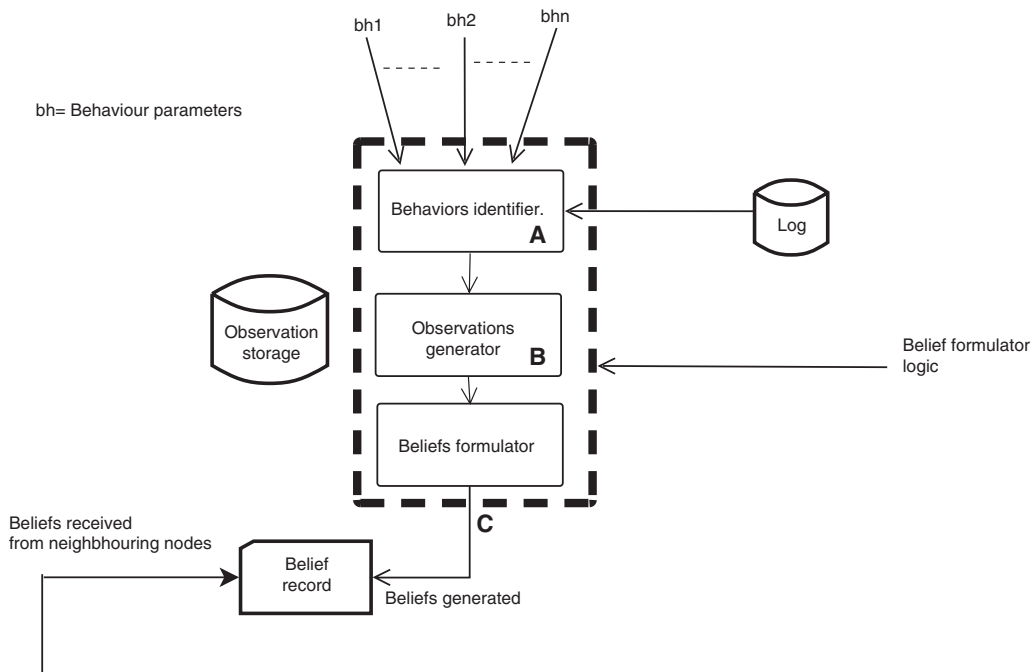 bh1
bh2
bhn
bh= Behaviour parameters
Behaviors identifier.
A
Log
Observation
storage
Observations
generator
B
Belief formulator
logic
Beliefs formulator
C
Beliefs received
from neighbhouring nodes
Belief
record
Beliefs generated